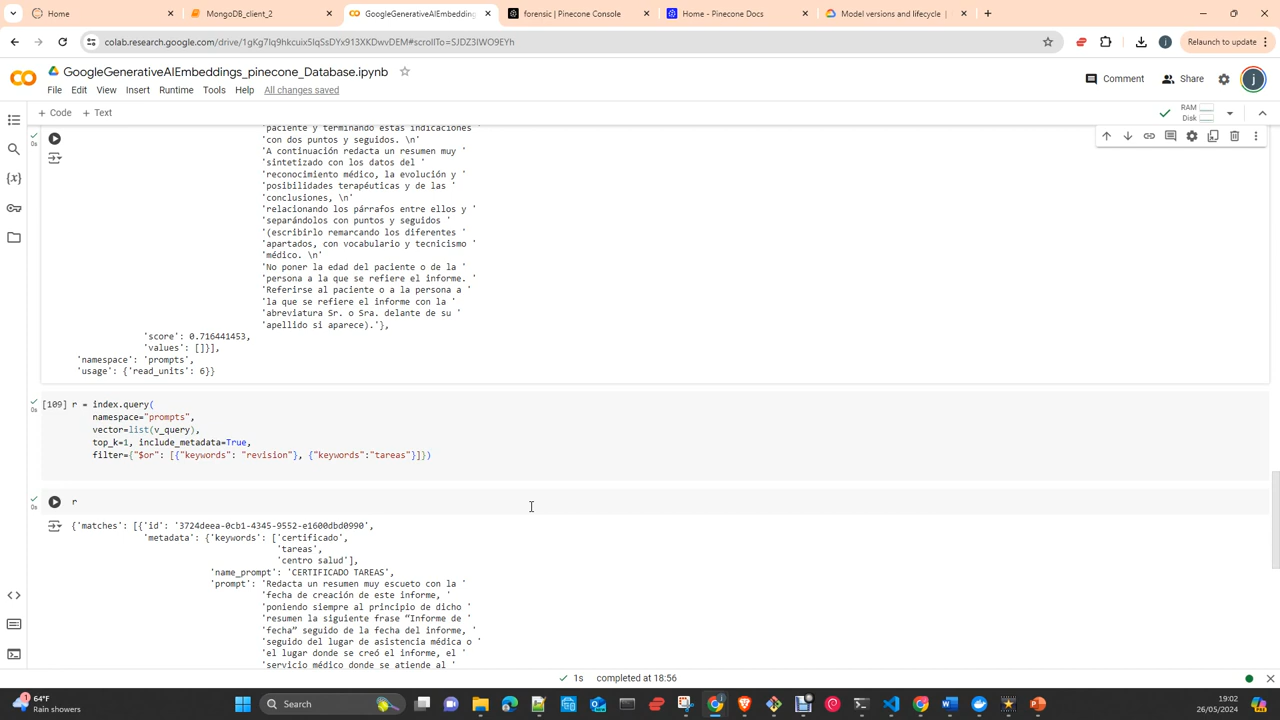 Home
MongoDB_client_2
GoogleGenerativeAIEmbedding
forensic | Pinecone Console
Home - Pinecone Docs
Model versions and lifecycle |
colab.research.google.com/drive/1gKg7Iq9hkcuix5lqSsDYx913XKDwvDEM#scrollTo=SJDZ3IWO9EYh
Relaunch to update
GoogleGenerativeAIEmbeddings_pinecone_Database.ipynb
Comment
Share
j
File Edit View Insert Runtime Tools Help All changes saved
+ Code + Text
RAM
Disk
0s
paciente y terminando estas indicaciones '
'con dos puntos y seguidos. \n'
'A continuación redacta un resumen muy '
'sintetizado con los datos del '
'reconocimiento médico, la evolución y '
'posibilidades terapéuticas y de las '
'conclusiones, \n'
'relacionando los párrafos entre ellos y '
'separándolos con puntos y seguidos '
'(escribirlo remarcando los diferentes '
'apartados, con vocabulario y tecnicismo '
'médico. \n'
'No poner la edad del paciente o de la '
'persona a la que se refiere el informe. '
'Referirse al paciente o a la persona a '
'la que se refiere el informe con la '
'abreviatura Sr. o Sra. delante de su '
'apellido si aparece).'},
'score': 0.716441453,
'values': []}],
'namespace': 'prompts',
'usage': {'read_units': 6}}
[109] r = index.query(
0s
namespace="prompts",
vector=list(v_query),
top_k=1, include_metadata=True,
filter={"$or": [{"keywords": "revision"}, {"keywords":"tareas"}]})
r
0s
{'matches': [{'id': '3724deea-0cb1-4345-9552-e1600dbd0990',
'metadata': {'keywords': ['certificado',
'tareas',
'centro salud'],
'name_prompt': 'CERTIFICADO TAREAS',
'prompt': 'Redacta un resumen muy escueto con la '
'fecha de creación de este informe, '
'poniendo siempre al principio de dicho '
'resumen la siguiente frase “Informe de '
'fecha” seguido de la fecha del informe, '
'seguido del lugar de asistencia médica o '
'el lugar donde se creó el informe, el '
'servicio médico donde se atiende al '
1s completed at 18:56
64°F
Rain showers
Search
19:02
26/05/2024